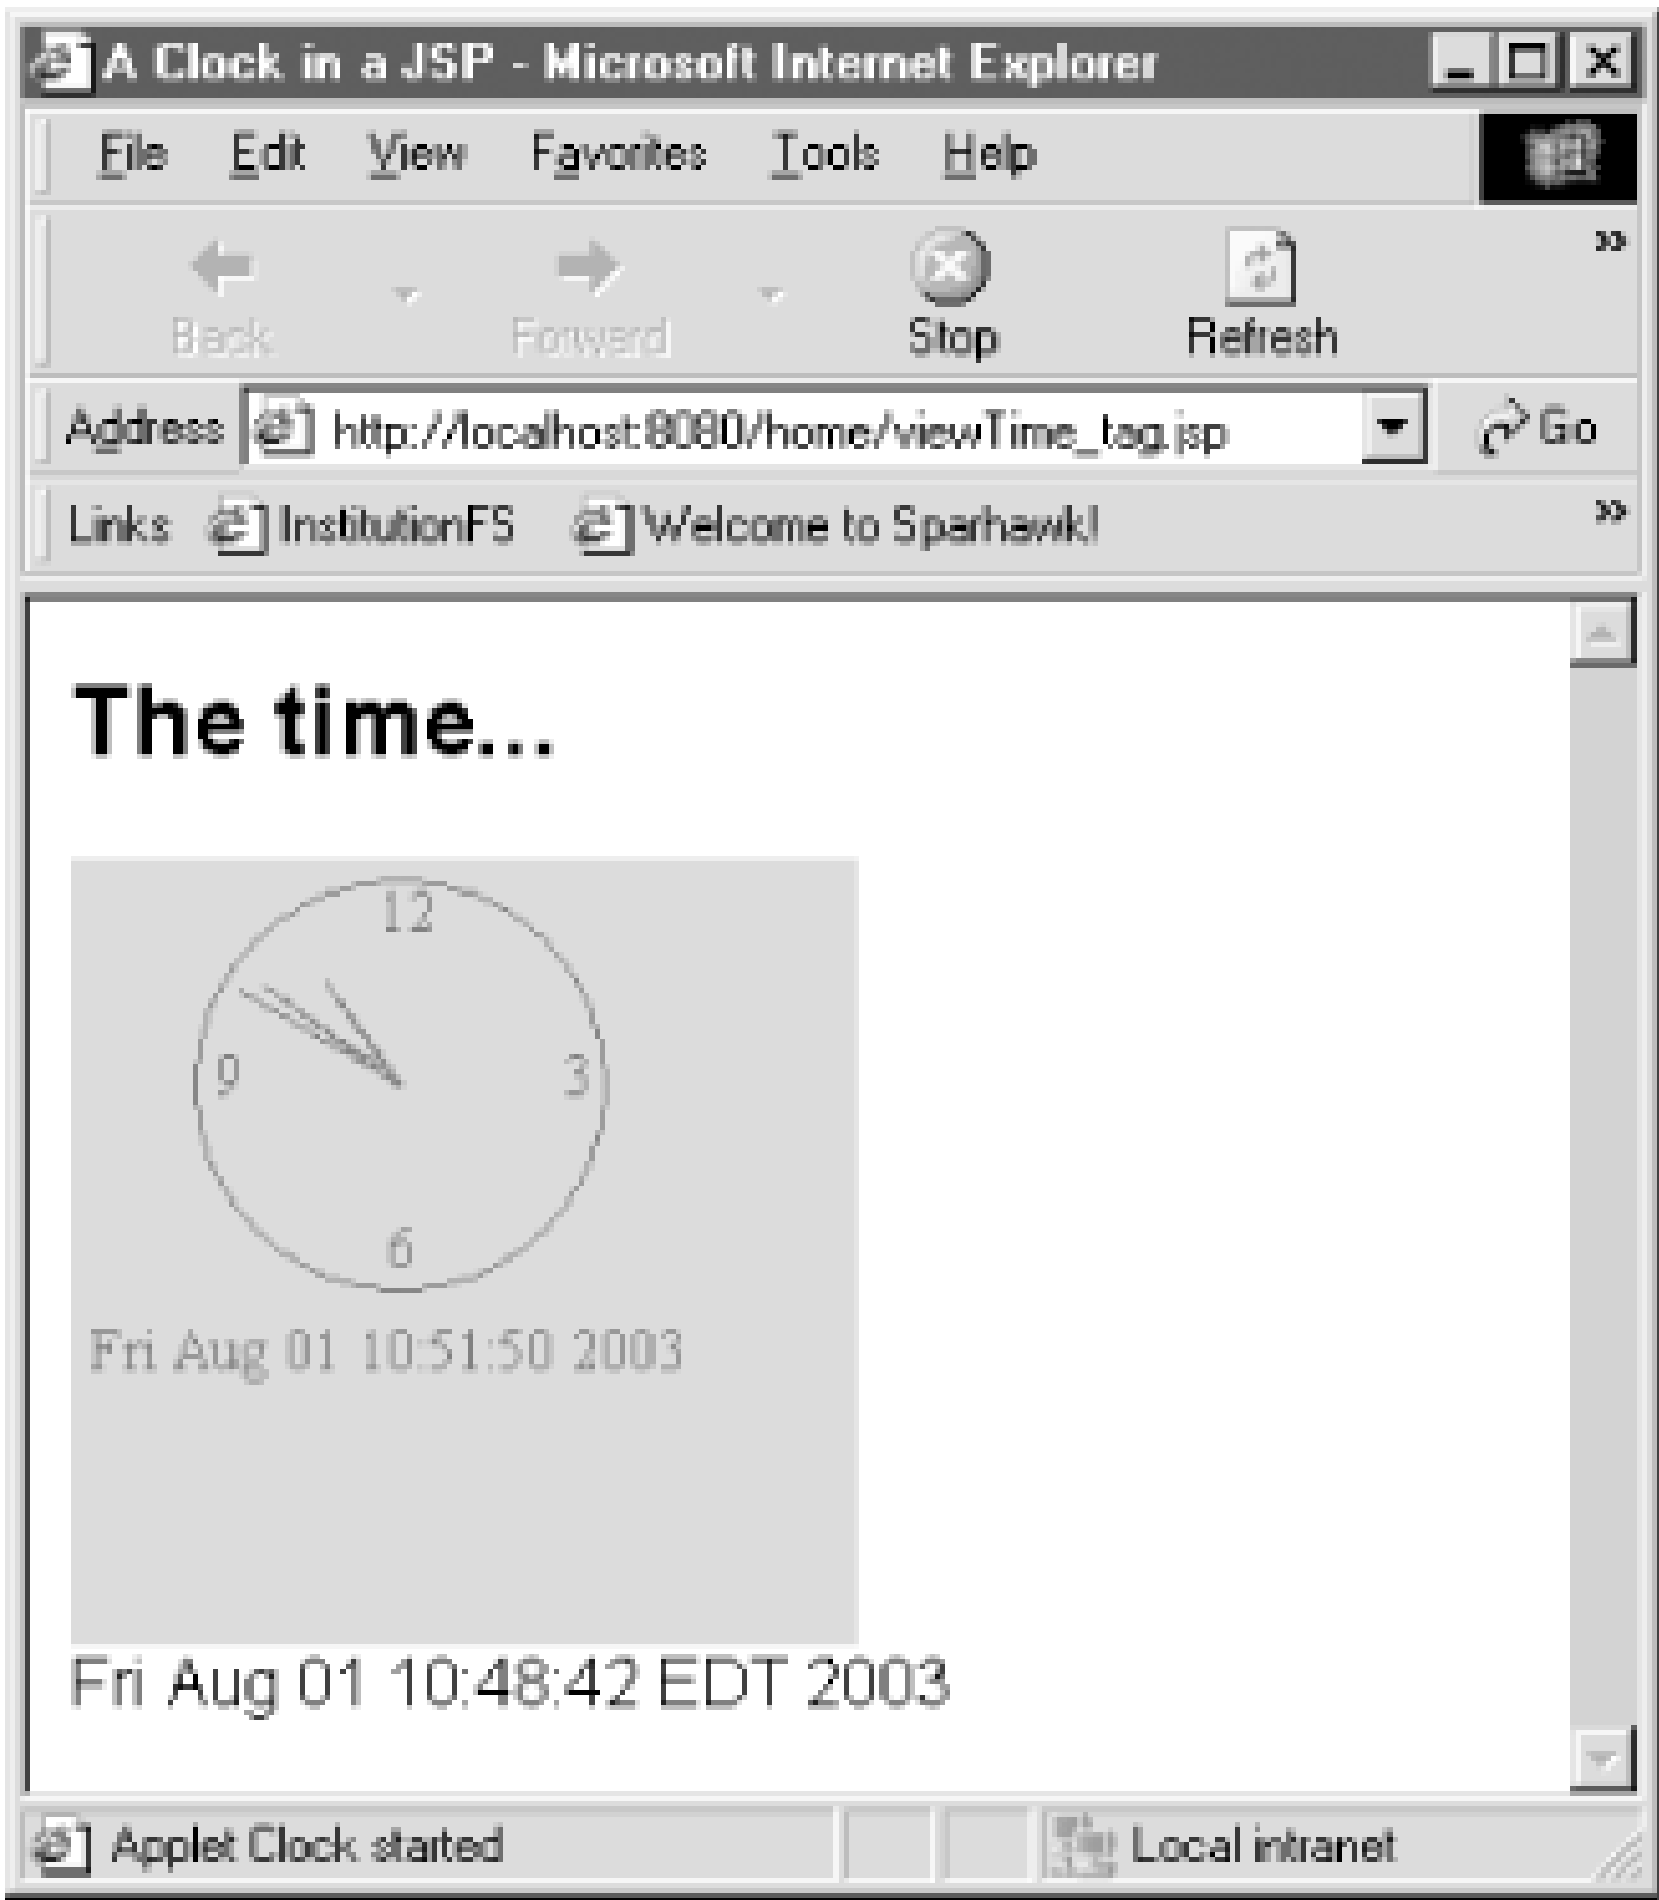 A Clock in a JSP - Microsoft Internet Explorer
File Edit View Favorites Tools Help
Back Forward Stop Refresh »
Address http://localhost:8080/home/viewTime_tag.jsp Go
Links InstitutionFS Welcome to Sparhawk! »
The time...
12
9 3
6
Fri Aug 01 10:51:50 2003
Fri Aug 01 10:48:42 EDT 2003
Applet Clock started Local intranet